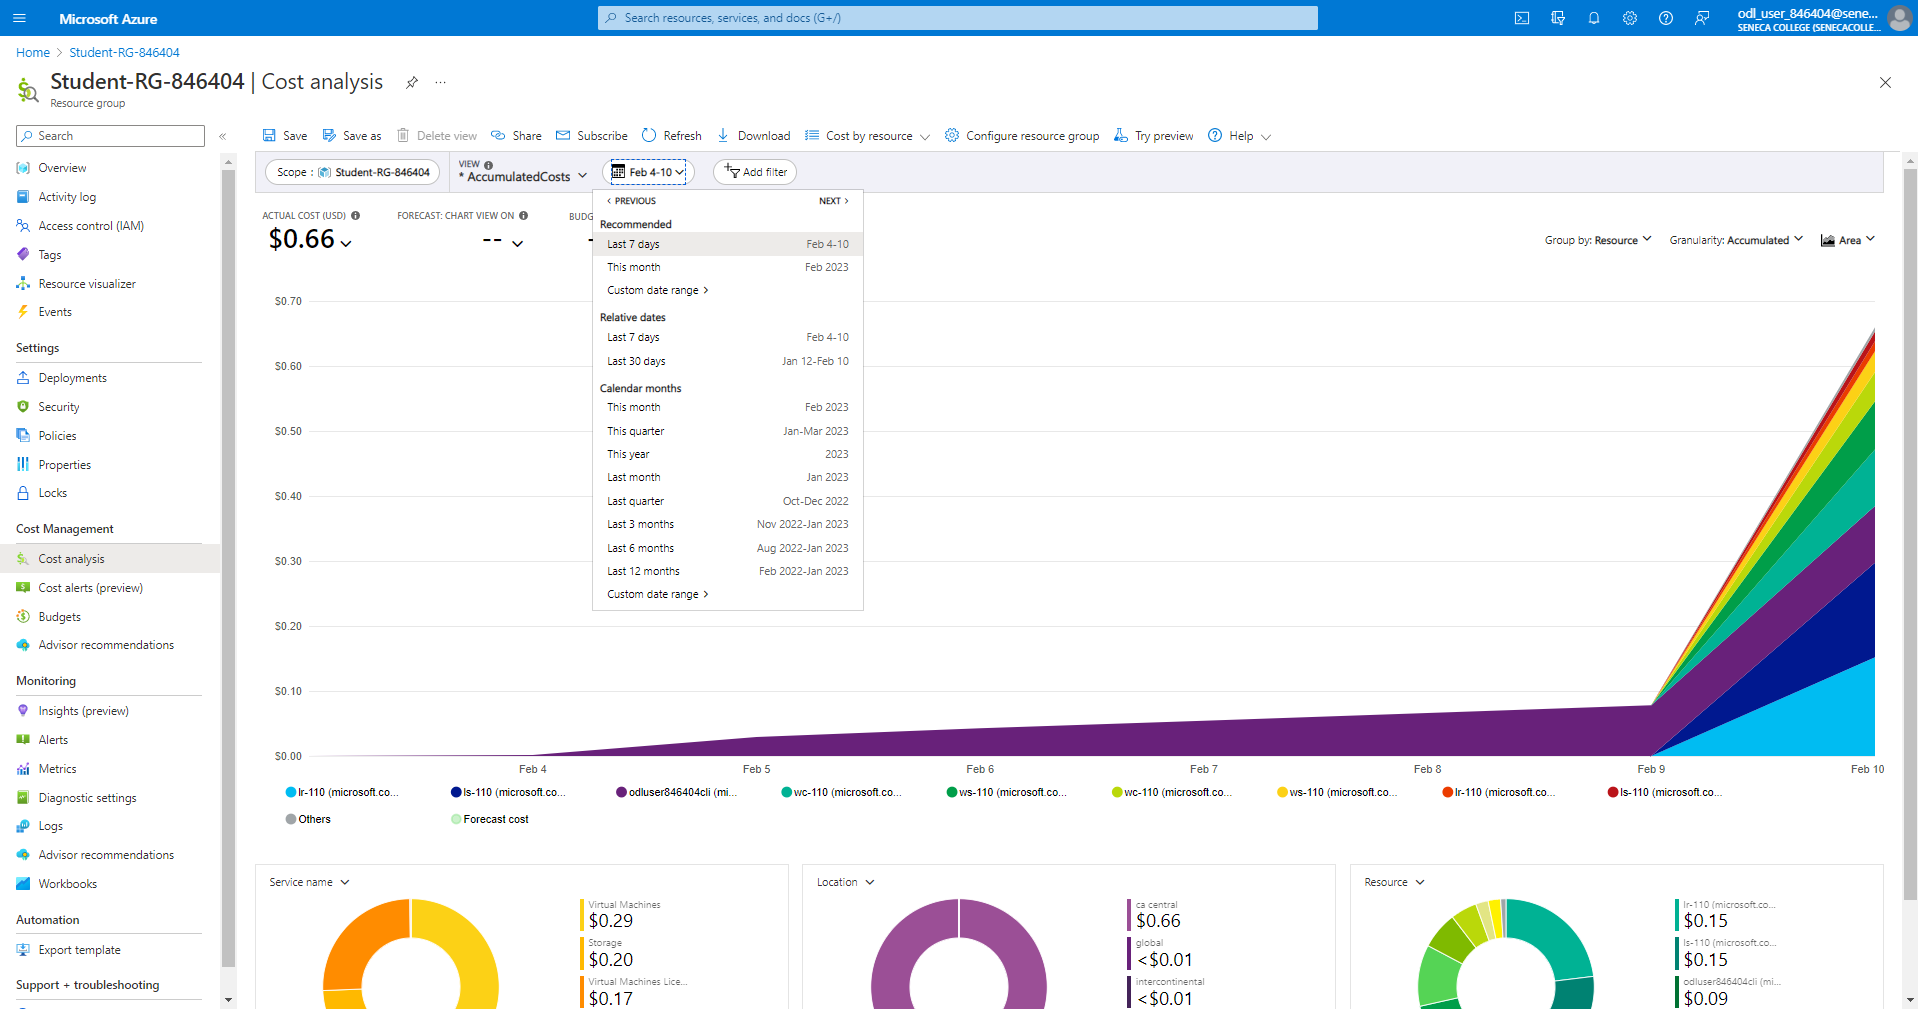 Microsoft Azure
Search resources, services, and docs (G+/)
odl_user_846404@sene...
SENECA COLLEGE (SENECACOLLE...
Home > Student-RG-846404
Student-RG-846404 | Cost analysis
Resource group
Search
Save
Save as
Delete view
Share
Subscribe
Refresh
Download
Cost by resource
Configure resource group
Try preview
Help
Overview
Activity log
Access control (IAM)
Tags
Resource visualizer
Events
Settings
Deployments
Security
Policies
Properties
Locks
Cost Management
Cost analysis
Cost alerts (preview)
Budgets
Advisor recommendations
Monitoring
Insights (preview)
Alerts
Metrics
Diagnostic settings
Logs
Advisor recommendations
Workbooks
Automation
Export template
Support + troubleshooting
Scope : Student-RG-846404
VIEW
* AccumulatedCosts
Feb 4-10
Add filter
ACTUAL COST (USD)
$0.66
FORECAST: CHART VIEW ON
--
BUDG
-
< PREVIOUS NEXT >
Recommended
Last 7 days Feb 4-10
This month Feb 2023
Custom date range >
Relative dates
Last 7 days Feb 4-10
Last 30 days Jan 12-Feb 10
Calendar months
This month Feb 2023
This quarter Jan-Mar 2023
This year 2023
Last month Jan 2023
Last quarter Oct-Dec 2022
Last 3 months Nov 2022-Jan 2023
Last 6 months Aug 2022-Jan 2023
Last 12 months Feb 2022-Jan 2023
Custom date range >
Group by: Resource
Granularity: Accumulated
Area
$0.70
$0.60
$0.50
$0.40
$0.30
$0.20
$0.10
$0.00
Feb 4 Feb 5 Feb 6 Feb 7 Feb 8 Feb 9 Feb 10
lr-110 (microsoft.co... ls-110 (microsoft.co... odluser846404cli (mi... wc-110 (microsoft.co... ws-110 (microsoft.co... wc-110 (microsoft.co... ws-110 (microsoft.co... lr-110 (microsoft.co... ls-110 (microsoft.co...
Others Forecast cost
Service name
Virtual Machines
$0.29
Storage
$0.20
Virtual Machines Lice...
$0.17
Location
ca central
$0.66
global
<$0.01
intercontinental
<$0.01
Resource
lr-110 (microsoft.co...
$0.15
ls-110 (microsoft.co...
$0.15
odluser846404cli (mi...
$0.09